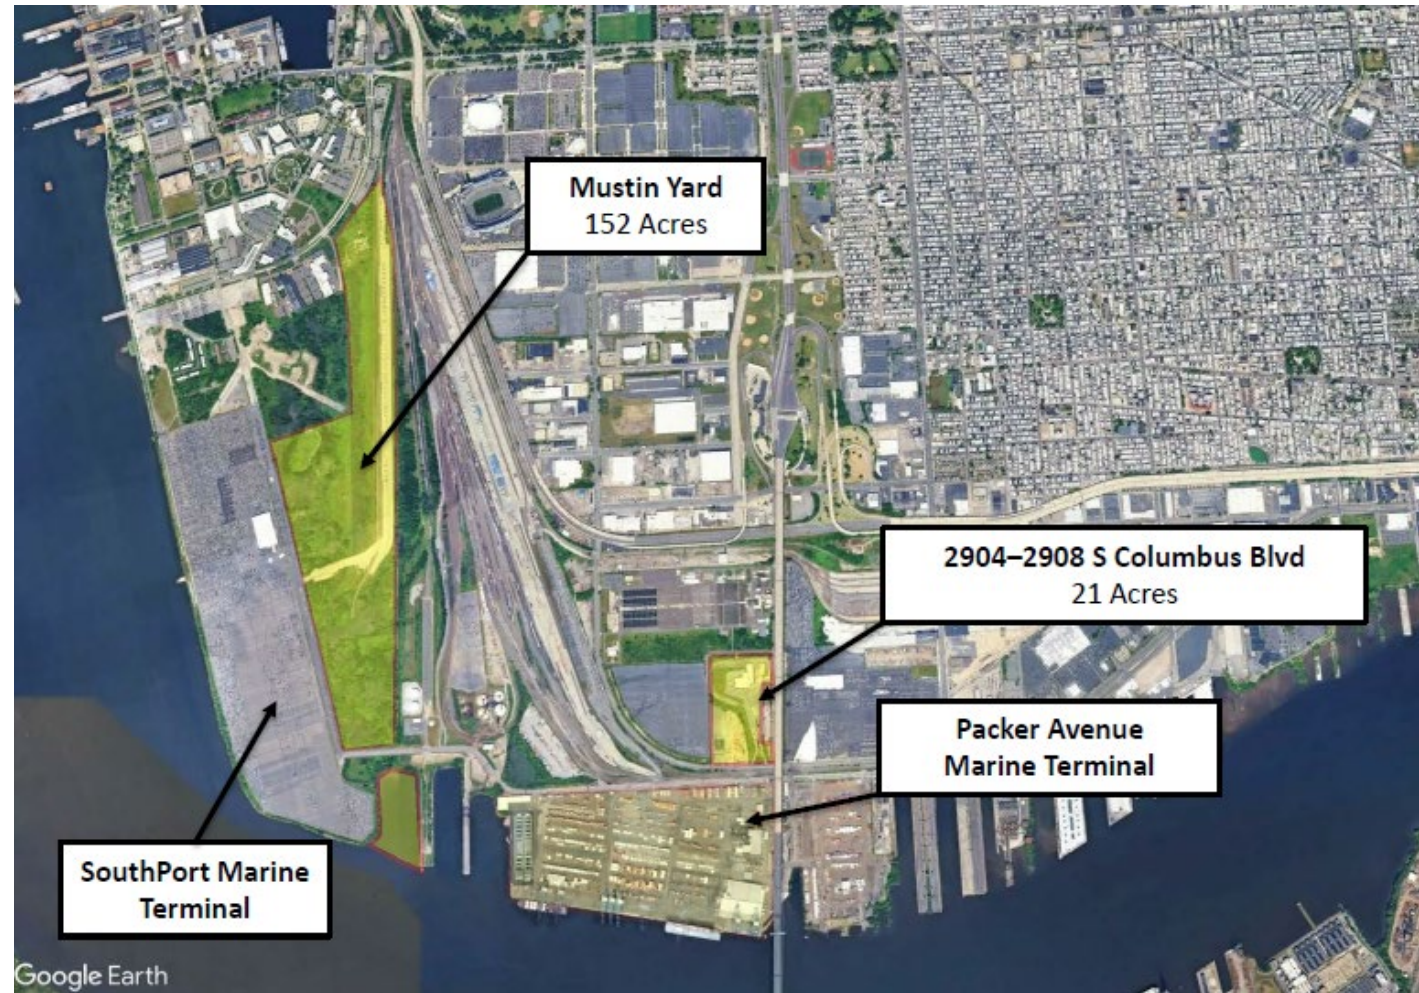 Mustin Yard
152 Acres
2904–2908 S Columbus Blvd
21 Acres
Packer Avenue
Marine Terminal
SouthPort Marine
Terminal
Google Earth